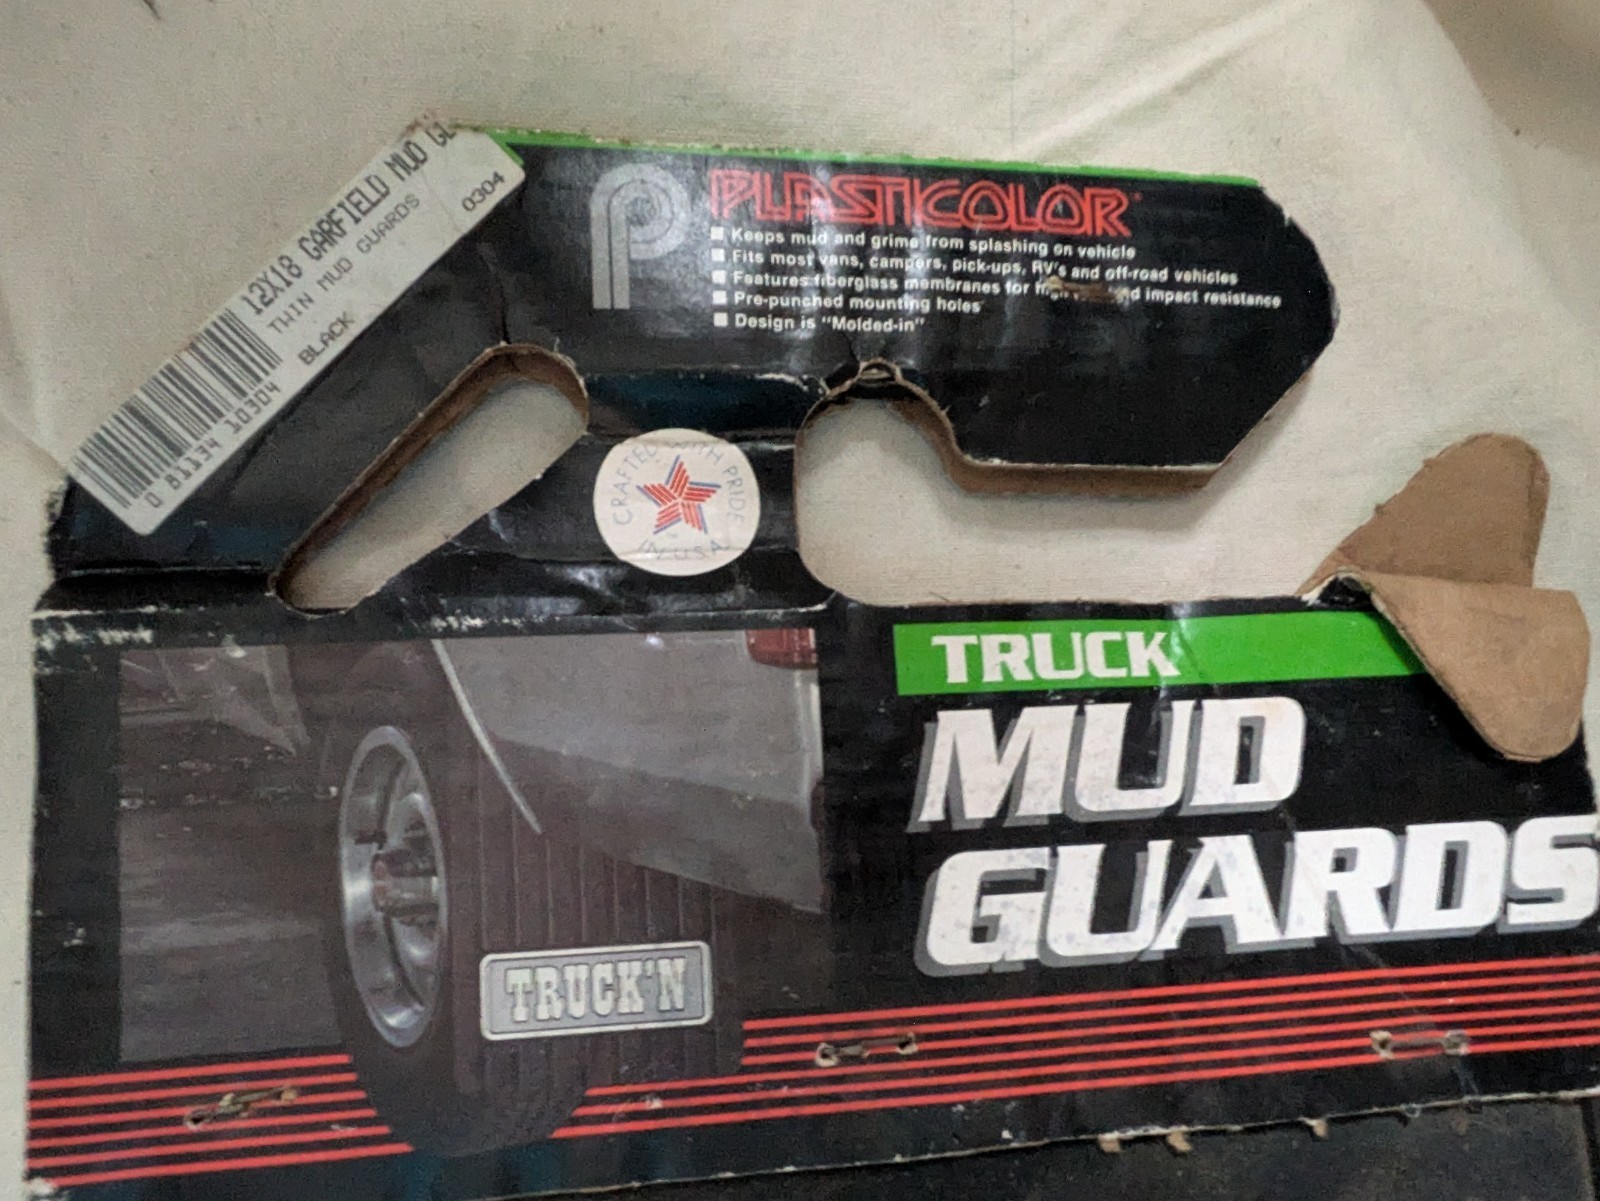 12X18 GARFIELD MUD
TWIN MUD GUARDS
BLACK 0304
0 81134 10304
P
PLASTICOLOR
Keeps mud and grime from splashing on vehicle
Fits most vans, campers, pick-ups, RV's and off-road vehicles
Features fiberglass membranes for impact resistance
Pre-punched mounting holes
Design is "Molded-in"
CRAFTED WITH PRIDE
IN U.S.A.
TRUCK
MUD
GUARDS
TRUCK'N